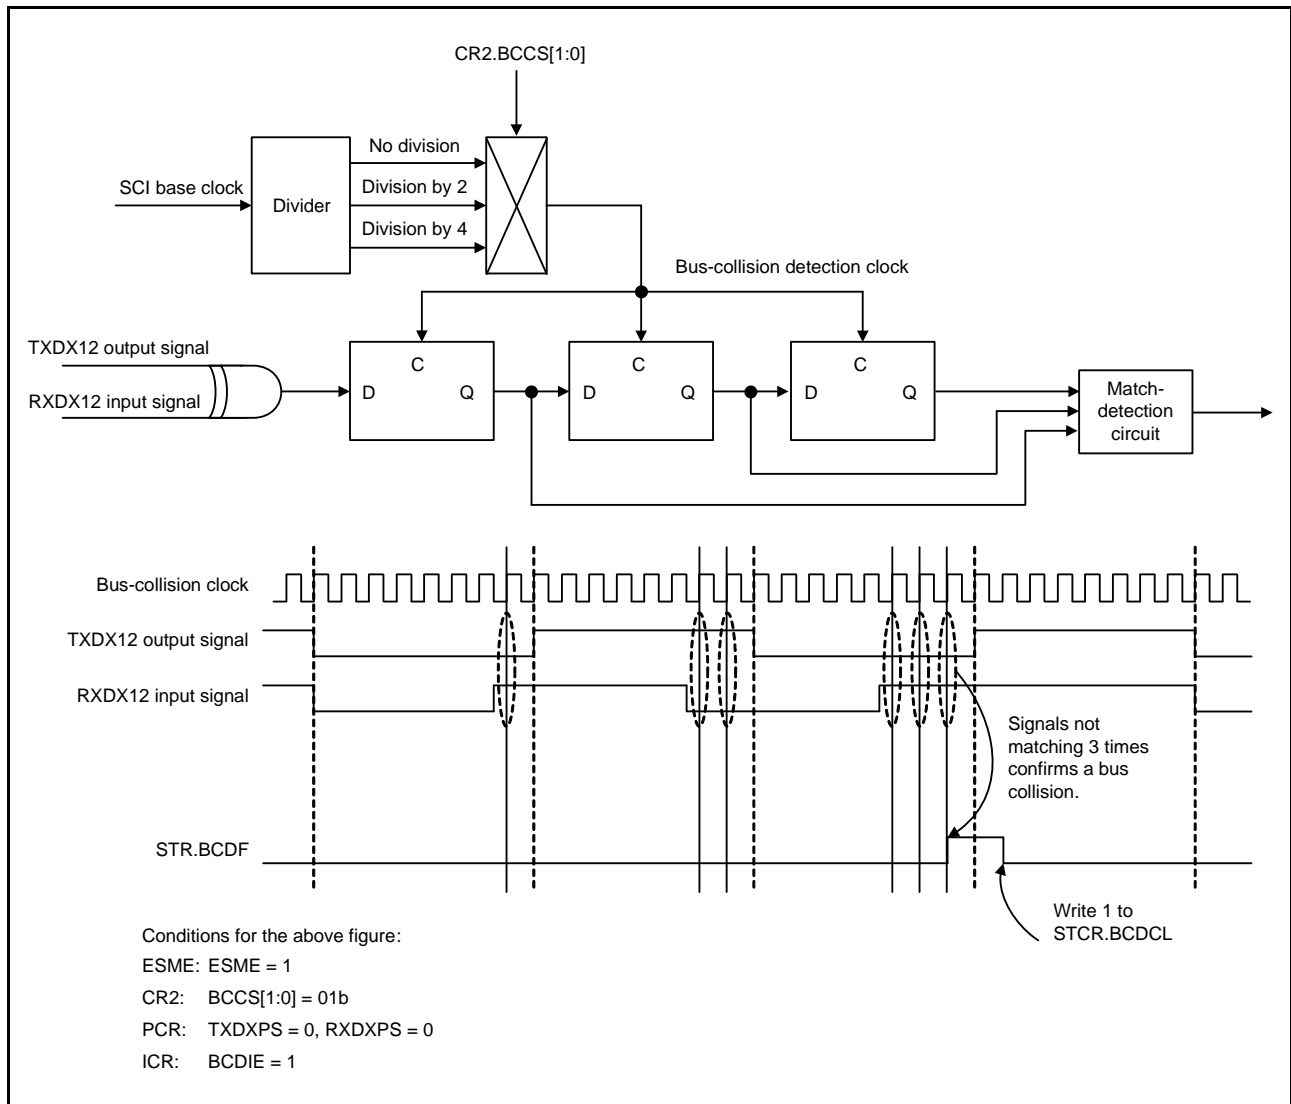 CR2.BCCS[1:0]
No division
SCI base clock
Divider
Division by 2
Division by 4
Bus-collision detection clock
TXDX12 output signal
RXDX12 input signal
C
D
Q
C
D
Q
C
D
Q
Match-
detection
circuit
Bus-collision clock
TXDX12 output signal
RXDX12 input signal
Signals not
matching 3 times
confirms a bus
collision.
STR.BCDF
Write 1 to
STCR.BCDCL
Conditions for the above figure:
ESME: ESME = 1
CR2: BCCS[1:0] = 01b
PCR: TXDXPS = 0, RXDXPS = 0
ICR: BCDIE = 1